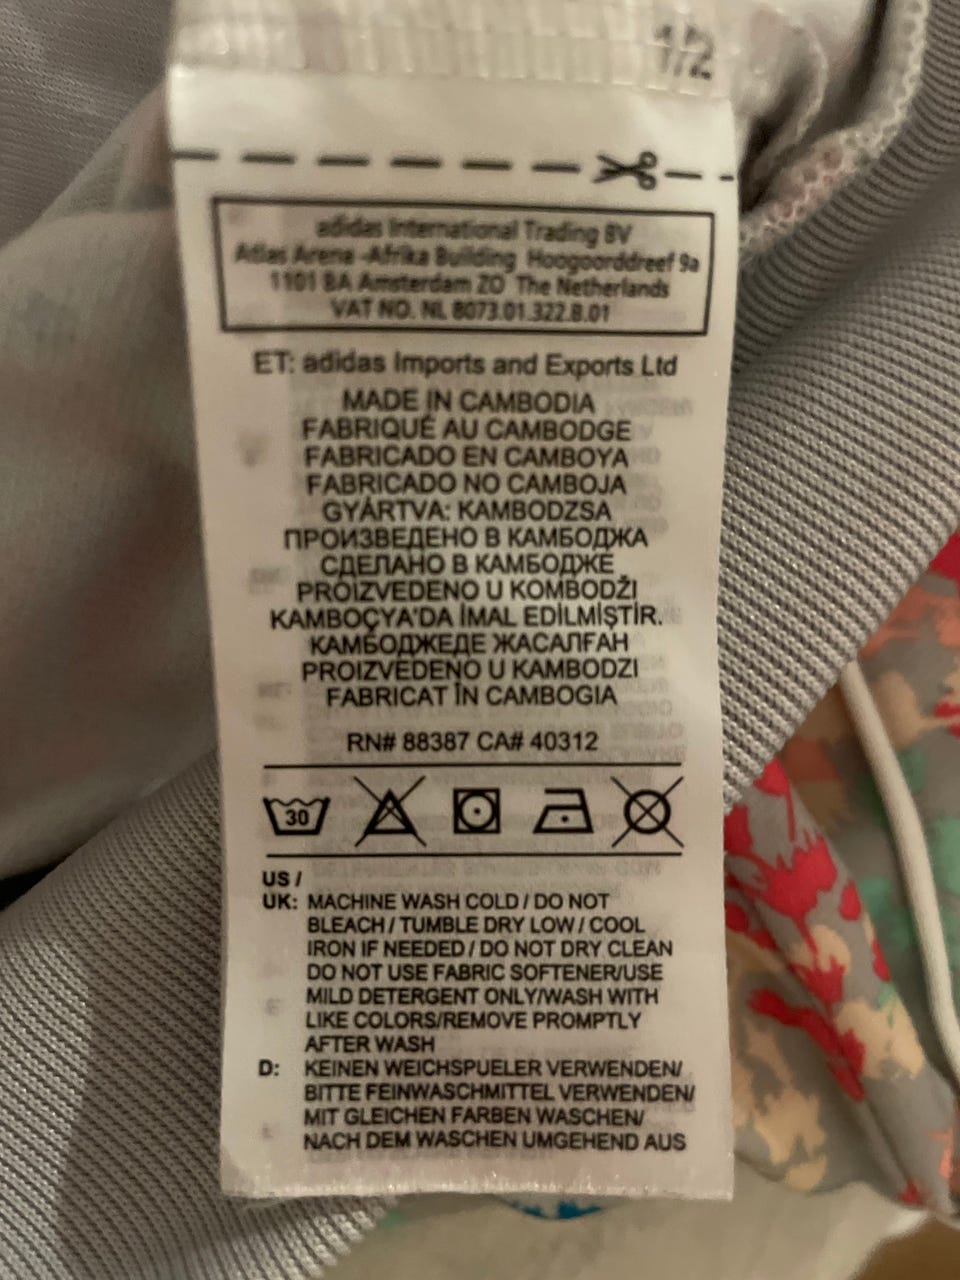 1/2
adidas International Trading BV
Atlas Arena -Afrika Building Hoogoorddreef 9a
1101 BA Amsterdam ZO The Netherlands
VAT NO. NL 8073.01.322.B.01
ET: adidas Imports and Exports Ltd
MADE IN CAMBODIA
FABRIQUÉ AU CAMBODGE
FABRICADO EN CAMBOYA
FABRICADO NO CAMBOJA
GYÁRTVA: KAMBODZSA
ПРОИЗВЕДЕНО В КАМБОДЖА
СДЕЛАНО В КАМБОДЖЕ
PROIZVEDENO U KOMBODŽI
KAMBOÇYA'DA İMAL EDİLMİŞTİR.
КАМБОДЖЕДЕ ЖАСАЛҒАН
PROIZVEDENO U KAMBODZI
FABRICAT ÎN CAMBOGIA
RN# 88387 CA# 40312
30
US /
UK: MACHINE WASH COLD / DO NOT
BLEACH / TUMBLE DRY LOW / COOL
IRON IF NEEDED / DO NOT DRY CLEAN
DO NOT USE FABRIC SOFTENER/USE
MILD DETERGENT ONLY/WASH WITH
LIKE COLORS/REMOVE PROMPTLY
AFTER WASH
D: KEINEN WEICHSPUELER VERWENDEN/
BITTE FEINWASCHMITTEL VERWENDEN/
MIT GLEICHEN FARBEN WASCHEN/
NACH DEM WASCHEN UMGEHEND AUS